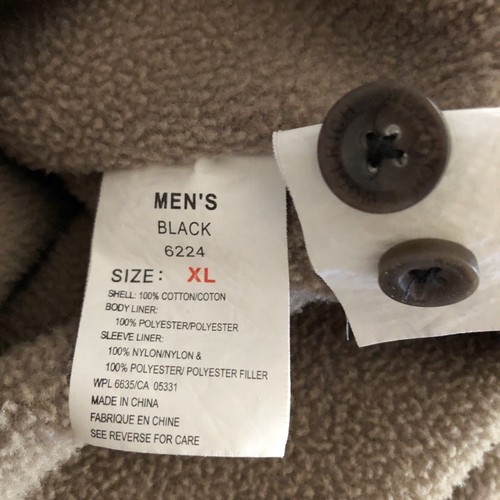 MEN'S
BLACK
6224
SIZE: XL
SHELL: 100% COTTON/COTON
BODY LINER:
100% POLYESTER/POLYESTER
SLEEVE LINER:
100% NYLON/NYLON &
100% POLYESTER/ POLYESTER FILLER
WPL 6635/CA 05331
MADE IN CHINA
FABRIQUE EN CHINE
SEE REVERSE FOR CARE